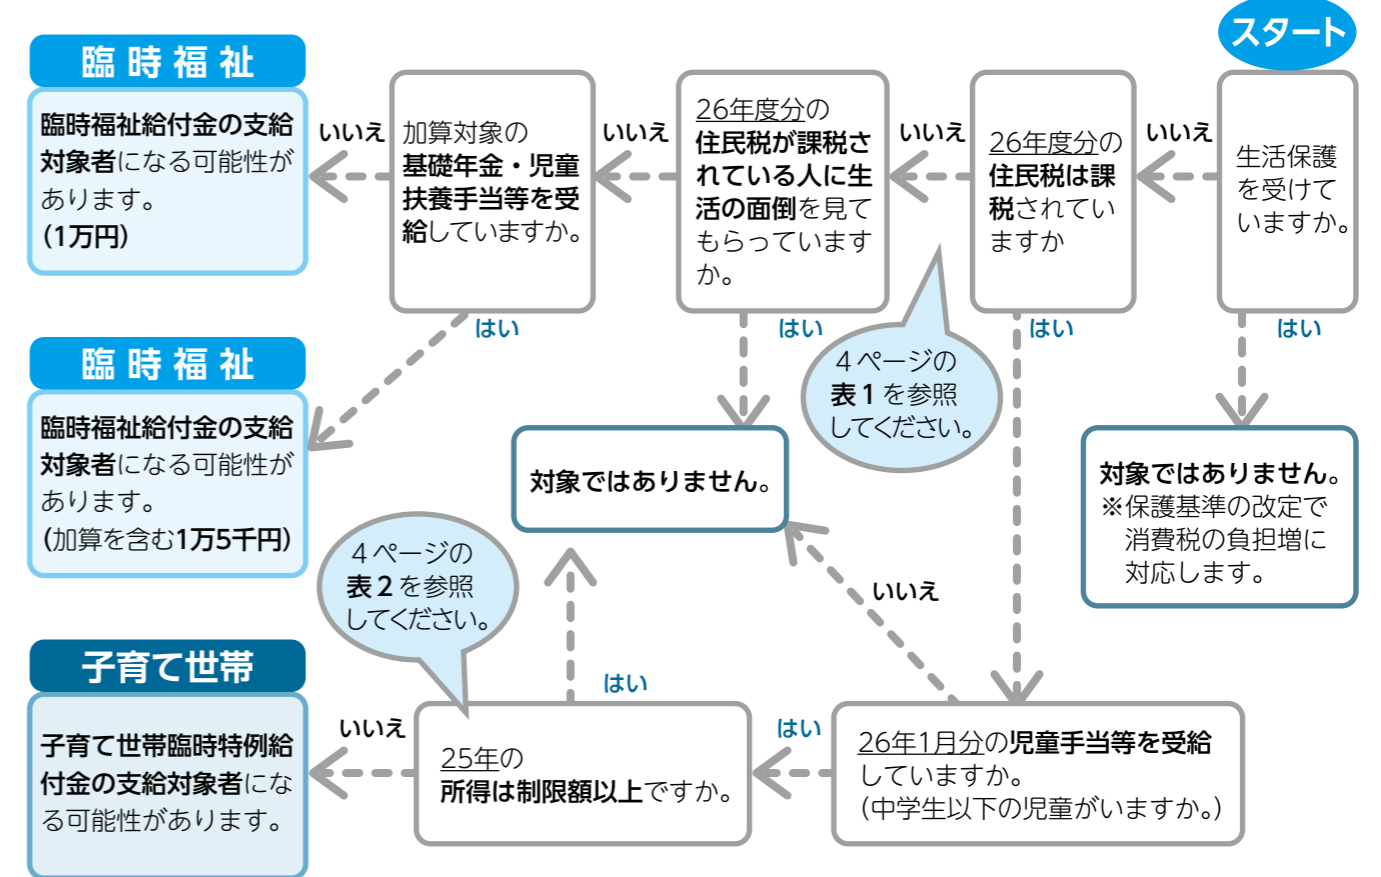 スタート
生活保護
を受けて
いますか。
いいえ
はい
対象ではありません。
※保護基準の改定で
消費税の負担増に
対応します。
26年度分の
住民税は課
税されてい
ますか
いいえ
はい
4ページの
表1を参照
してください。
26年度分の
住民税が課税さ
れている人に生
活の面倒を見て
もらっています
か。
いいえ
はい
対象ではありません。
加算対象の
基礎年金・児童
扶養手当等を受
給していますか。
いいえ
はい
臨時福祉
臨時福祉給付金の支給
対象者になる可能性が
あります。
(1万円)
臨時福祉
臨時福祉給付金の支給
対象者になる可能性が
あります。
(加算を含む1万5千円)
26年1月分の児童手当等を受給
していますか。
(中学生以下の児童がいますか。)
いいえ
はい
25年の
所得は制限額以上ですか。
はい
いいえ
4ページの
表2を参照
してください。
子育て世帯
子育て世帯臨時特例給
付金の支給対象者にな
る可能性があります。